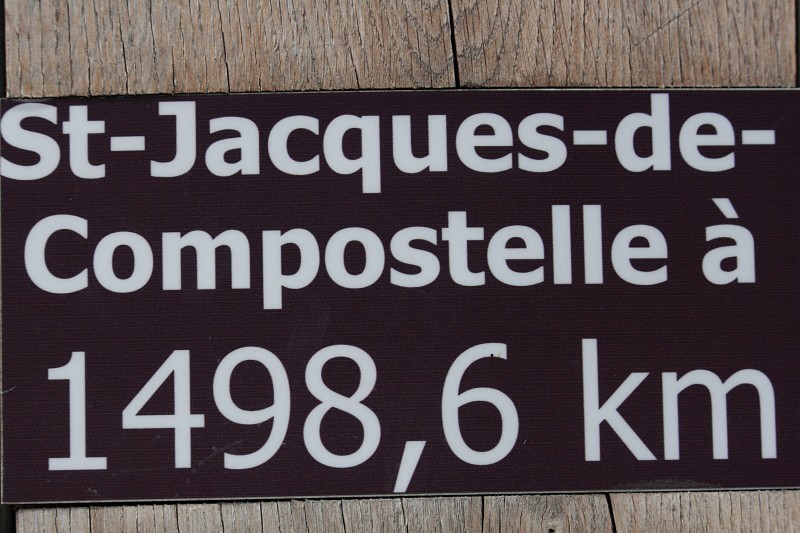 St-Jacques-de-
Compostelle à
1498,6 km